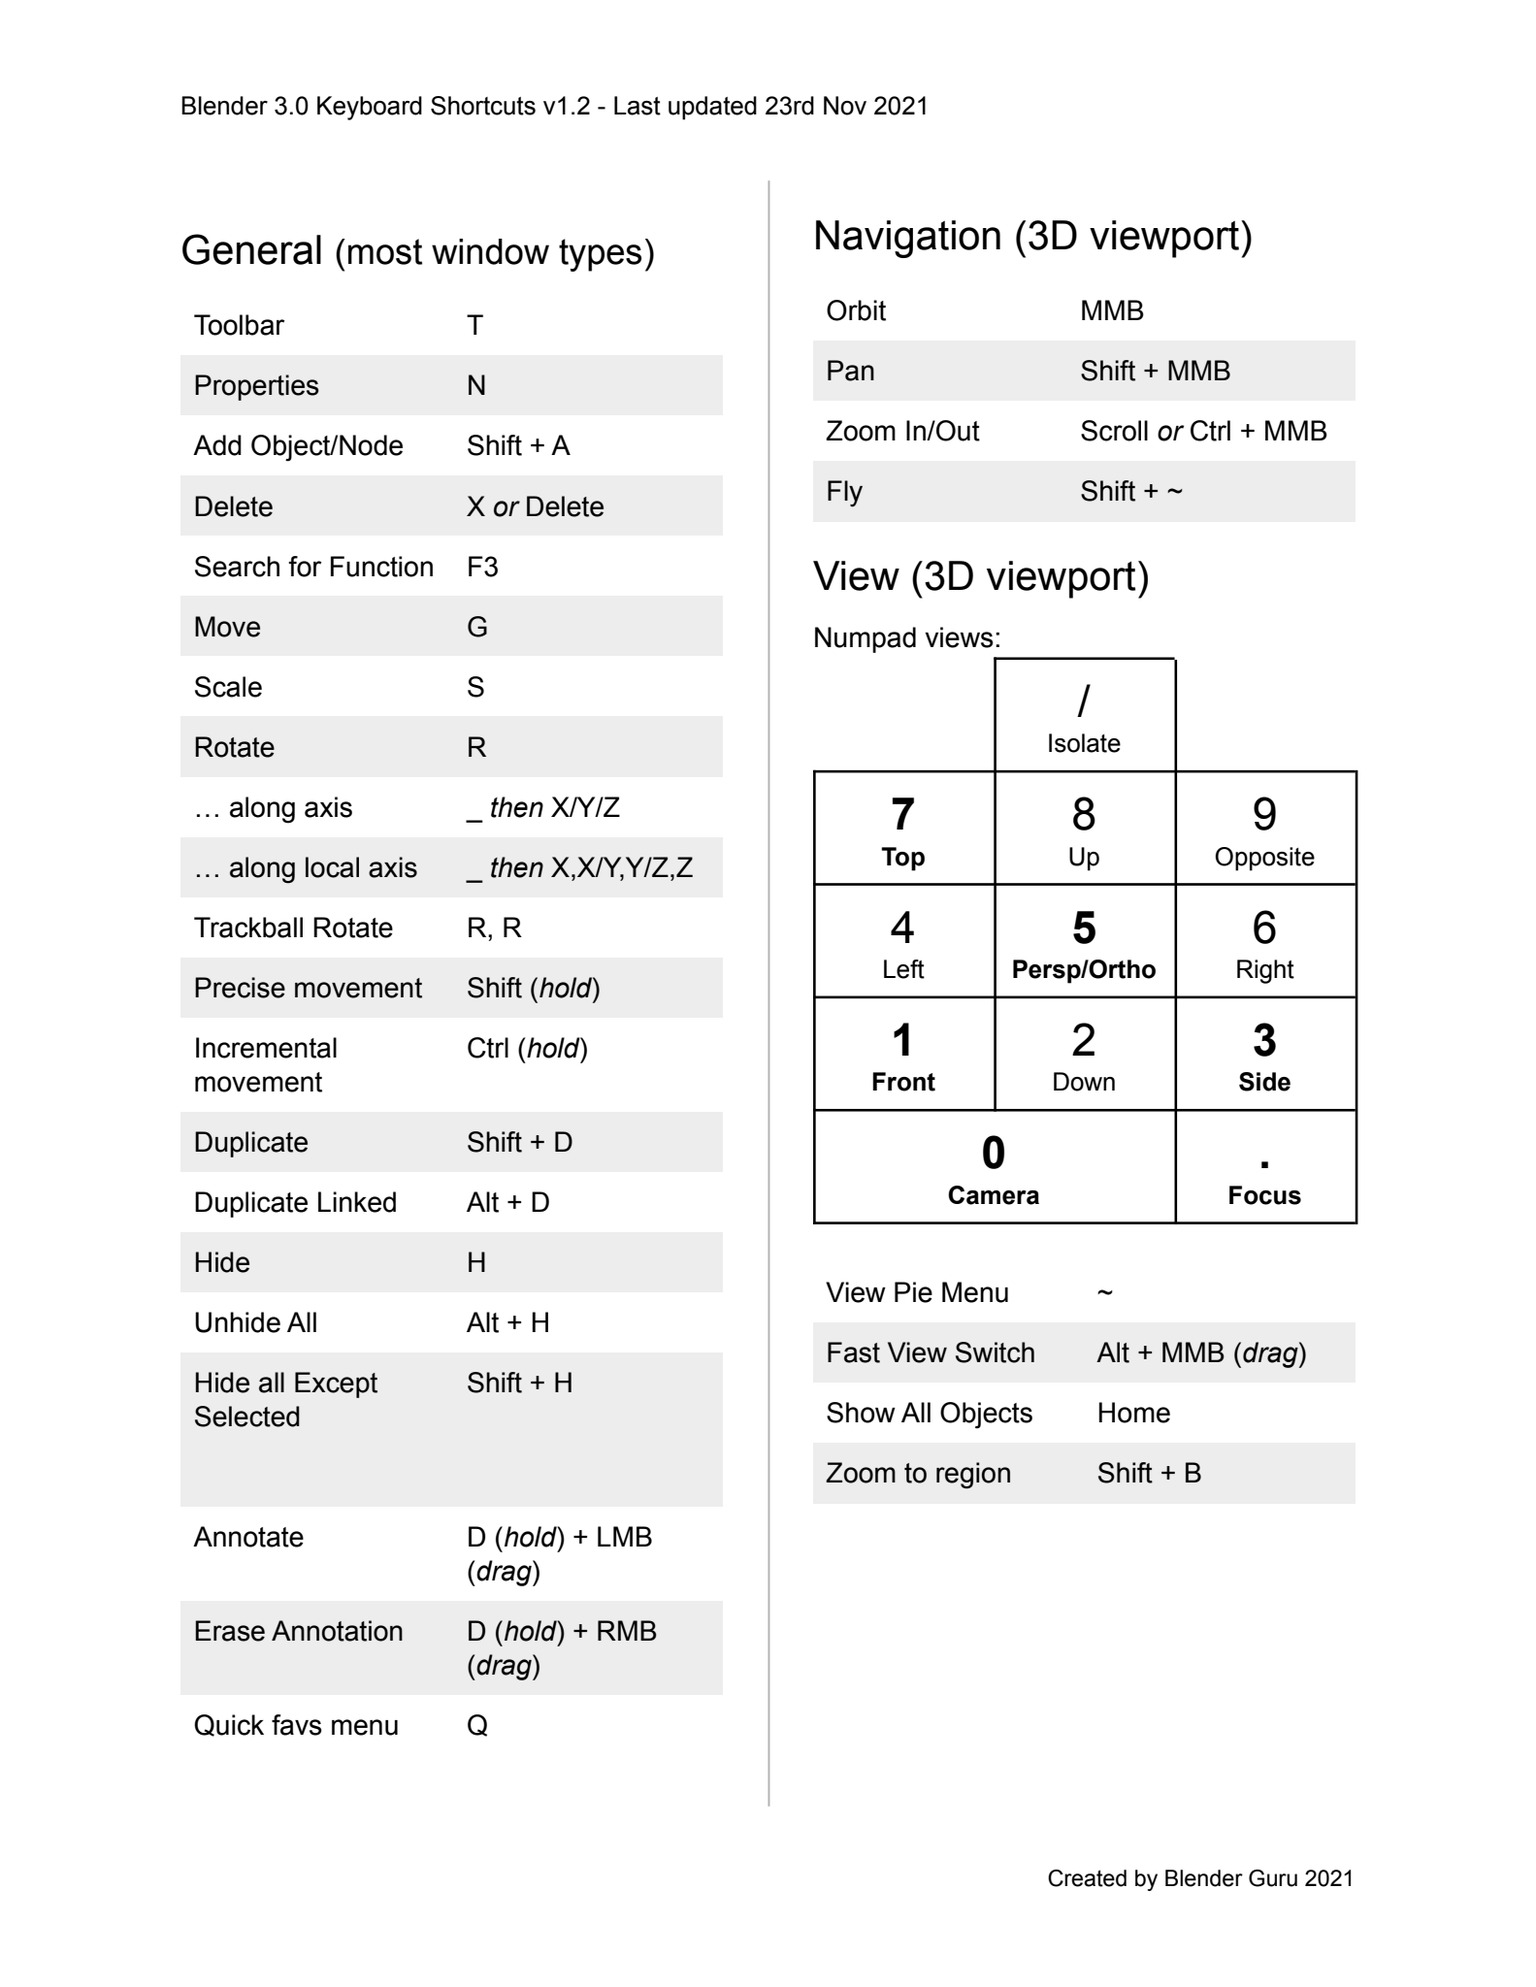 Blender 3.0 Keyboard Shortcuts v1.2 - Last updated 23rd Nov 2021
General (most window types)
Toolbar T
Properties N
Add Object/Node Shift + A
Delete X or Delete
Search for Function F3
Move G
Scale S
Rotate R
… along axis _ then X/Y/Z
… along local axis _ then X,X/Y,Y/Z,Z
Trackball Rotate R, R
Precise movement Shift (hold)
Incremental Ctrl (hold)
movement
Duplicate Shift + D
Duplicate Linked Alt + D
Hide H
Unhide All Alt + H
Hide all Except Shift + H
Selected
Annotate D (hold) + LMB
(drag)
Erase Annotation D (hold) + RMB
(drag)
Quick favs menu Q
Navigation (3D viewport)
Orbit MMB
Pan Shift + MMB
Zoom In/Out Scroll or Ctrl + MMB
Fly Shift + ~
View (3D viewport)
Numpad views:
/
Isolate
7 8 9
Top Up Opposite
4 5 6
Left Persp/Ortho Right
1 2 3
Front Down Side
0 .
Camera Focus
View Pie Menu ~
Fast View Switch Alt + MMB (drag)
Show All Objects Home
Zoom to region Shift + B
Created by Blender Guru 2021